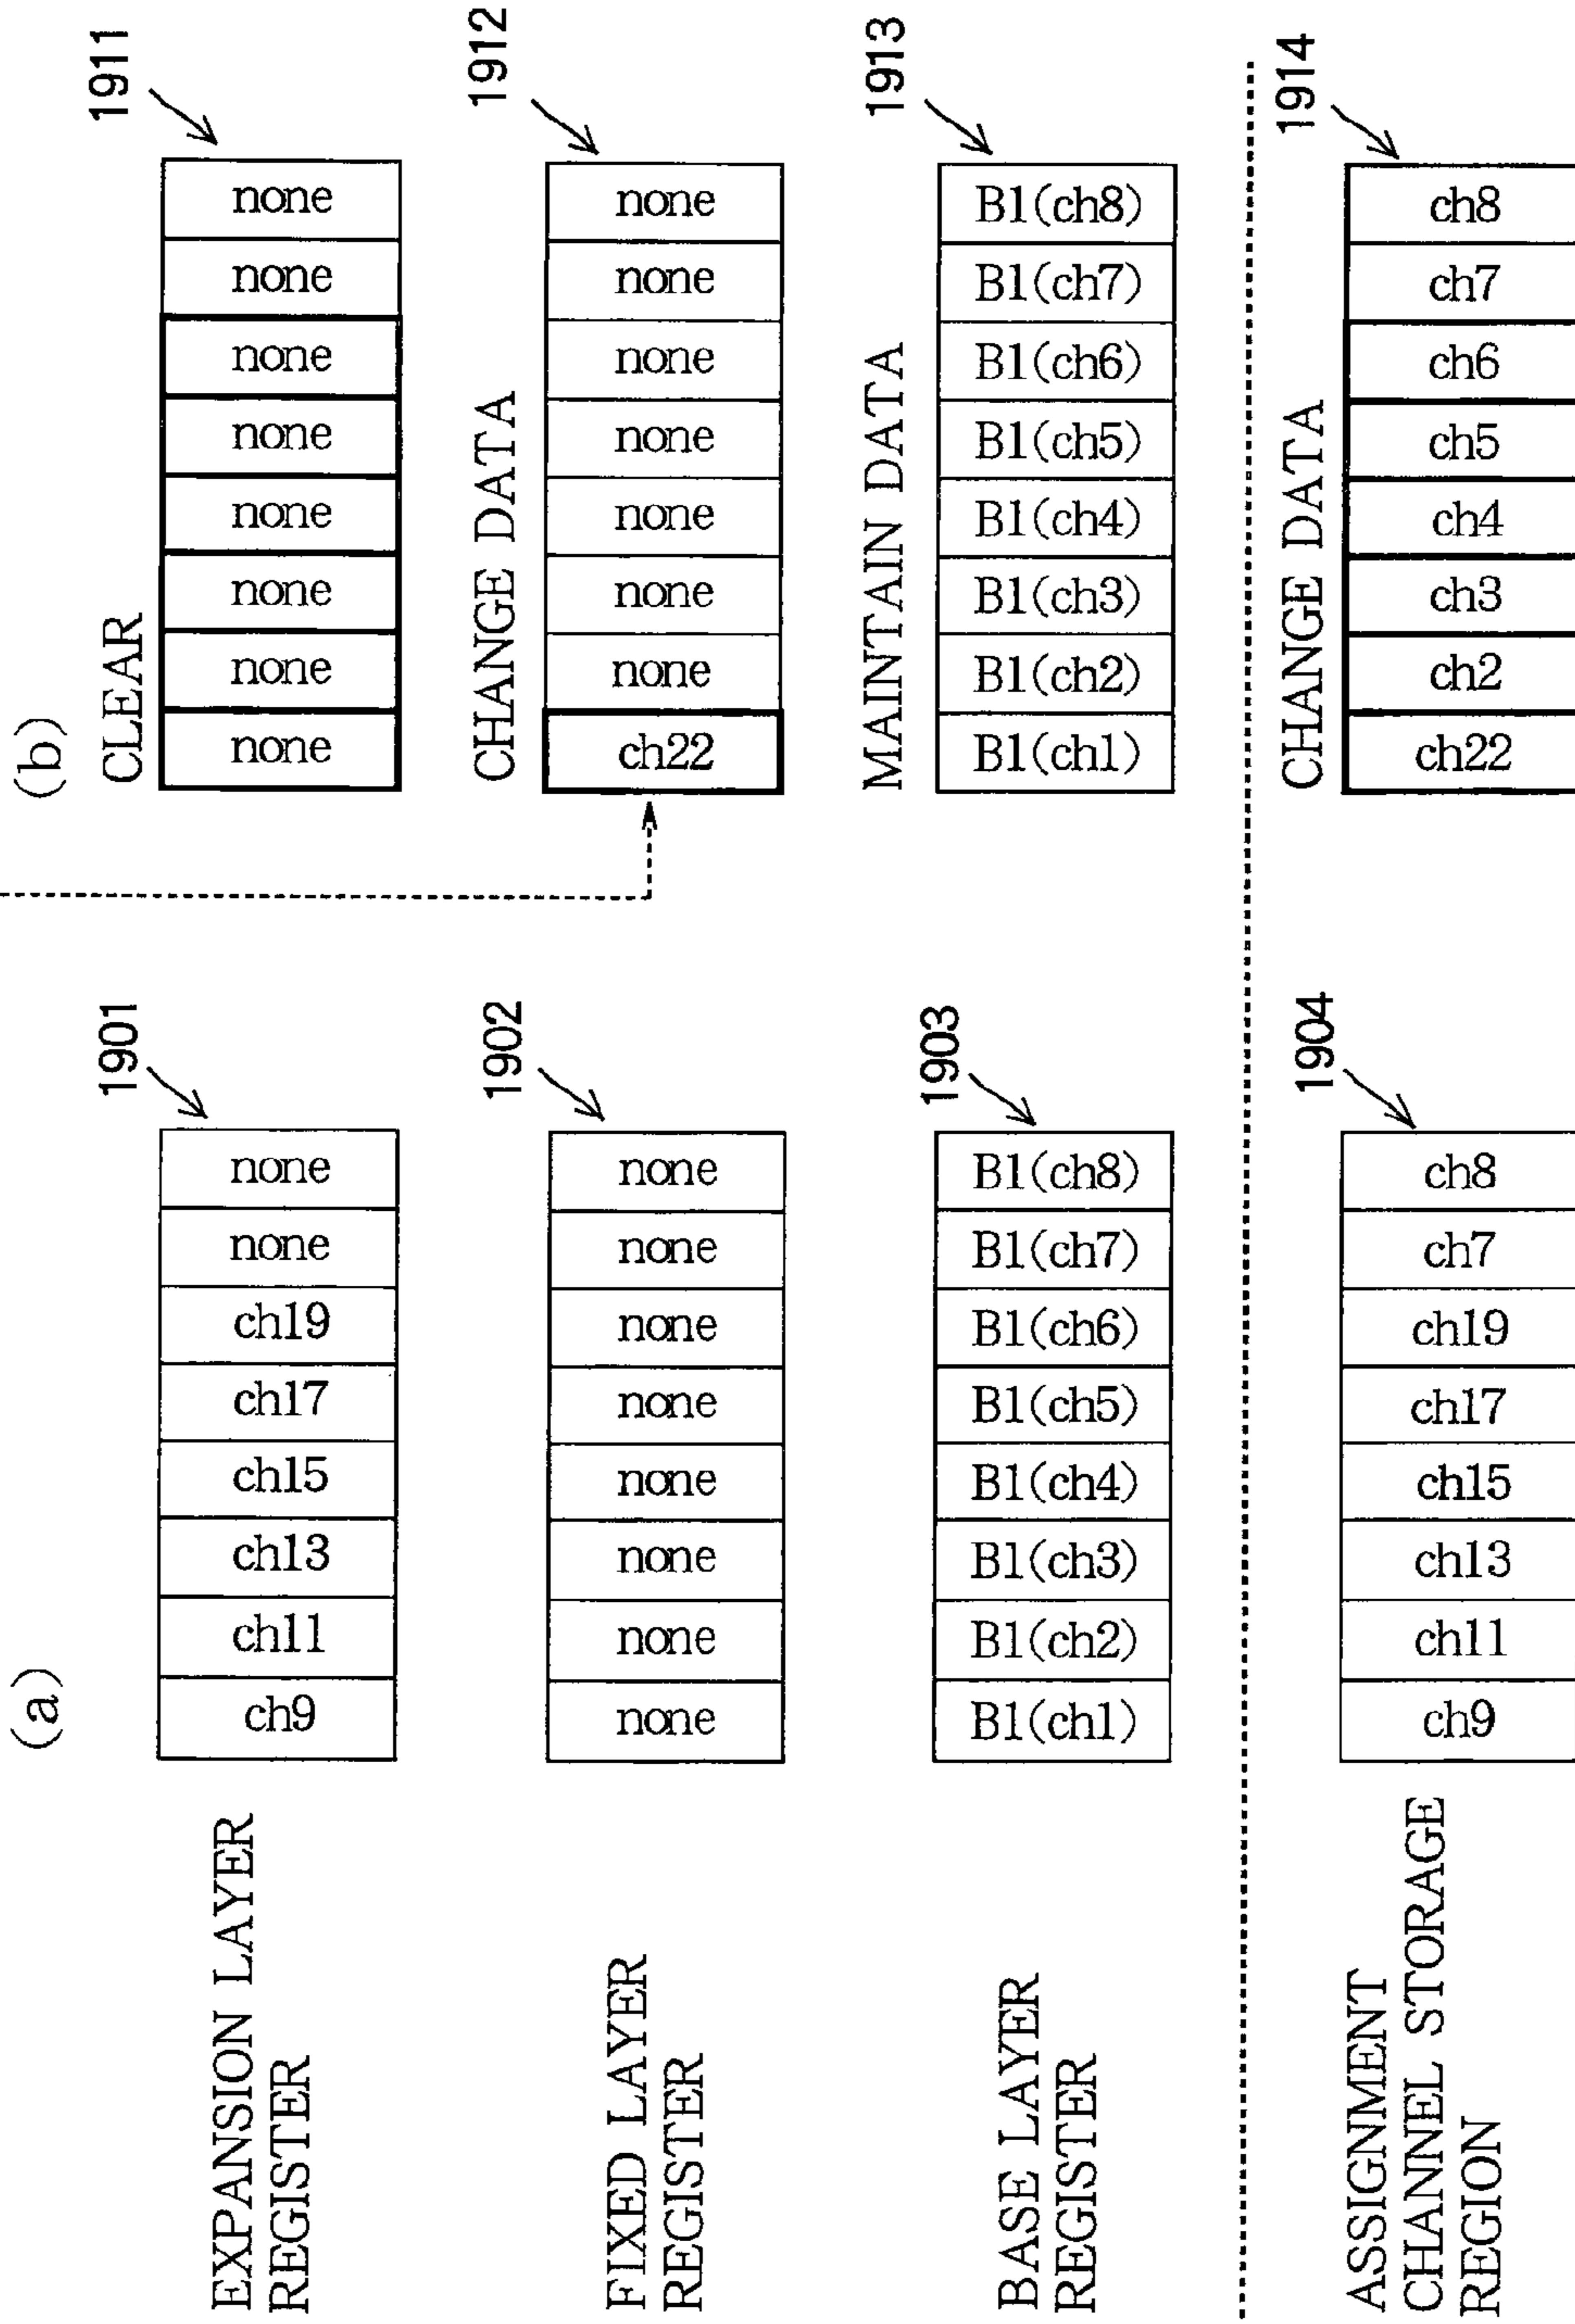 (a)
(b)
1901
CLEAR
1911
EXPANSION LAYER
REGISTER
ch9 ch11 ch13 ch15 ch17 ch19 none none
none none none none none none none none
1902
CHANGE DATA
1912
FIXED LAYER
REGISTER
none none none none none none none none
ch22 none none none none none none none
1903
MAINTAIN DATA
1913
BASE LAYER
REGISTER
B1(ch1) B1(ch2) B1(ch3) B1(ch4) B1(ch5) B1(ch6) B1(ch7) B1(ch8)
B1(ch1) B1(ch2) B1(ch3) B1(ch4) B1(ch5) B1(ch6) B1(ch7) B1(ch8)
1904
CHANGE DATA
1914
ASSIGNMENT
CHANNEL STORAGE
REGION
ch9 ch11 ch13 ch15 ch17 ch19 ch7 ch8
ch22 ch2 ch3 ch4 ch5 ch6 ch7 ch8